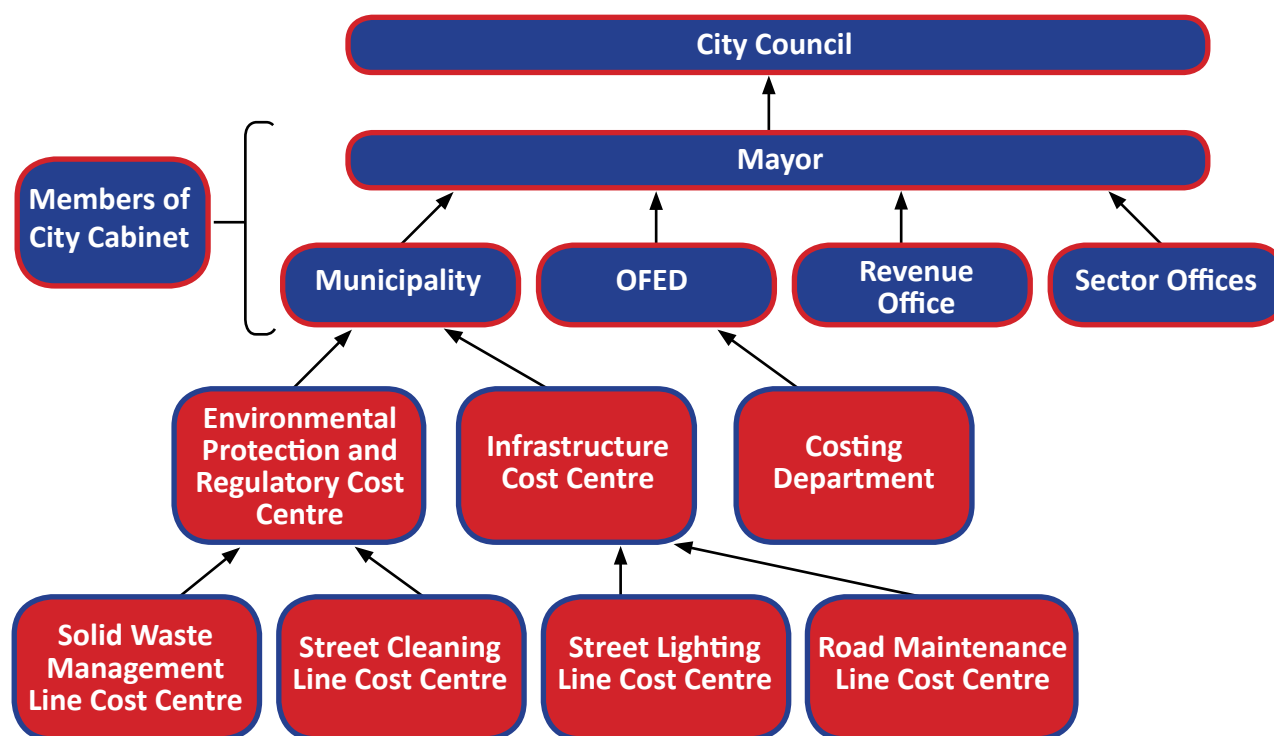 City Council
Mayor
Members of
City Cabinet
Municipality
OFED
Revenue
Office
Sector Offices
Environmental
Protection and
Regulatory Cost
Centre
Infrastructure
Cost Centre
Costing
Department
Solid Waste
Management
Line Cost Centre
Street Cleaning
Line Cost Centre
Street Lighting
Line Cost Centre
Road Maintenance
Line Cost Centre